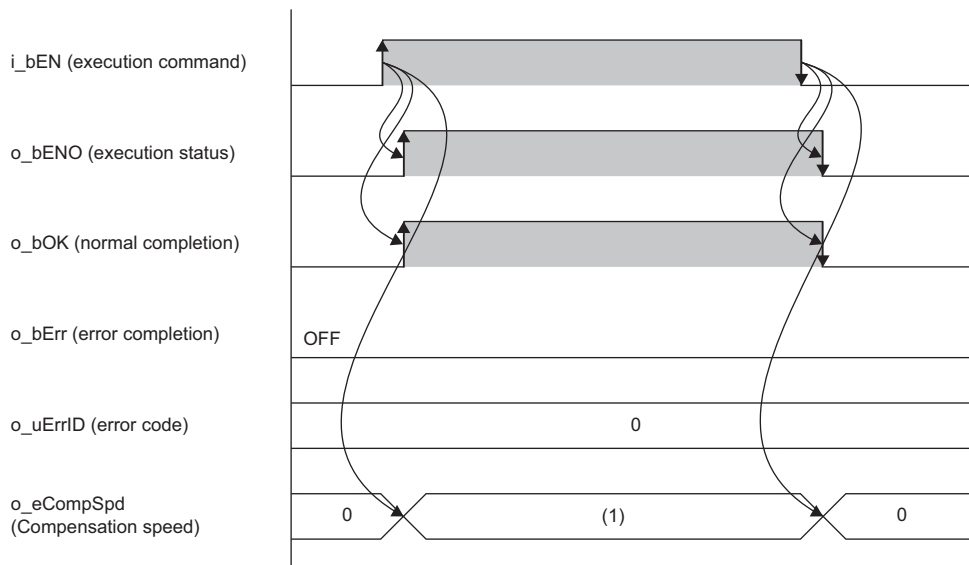 i_bEN (execution command)
o_bENO (execution status)
o_bOK (normal completion)
o_bErr (error completion)
OFF
o_uErrID (error code)
0
o_eCompSpd
(Compensation speed)
0
(1)
0